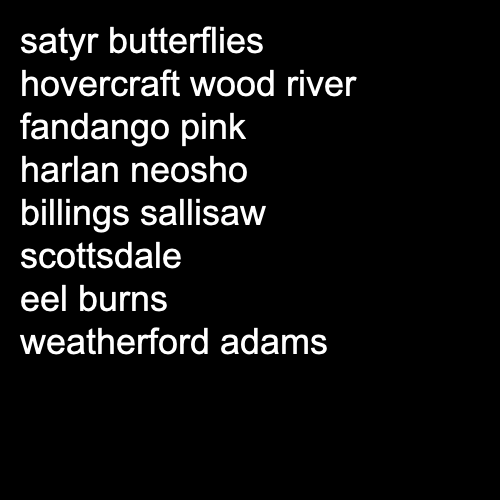 satyr butterflies
hovercraft wood river
fandango pink
harlan neosho
billings sallisaw
scottsdale
eel burns
weatherford adams